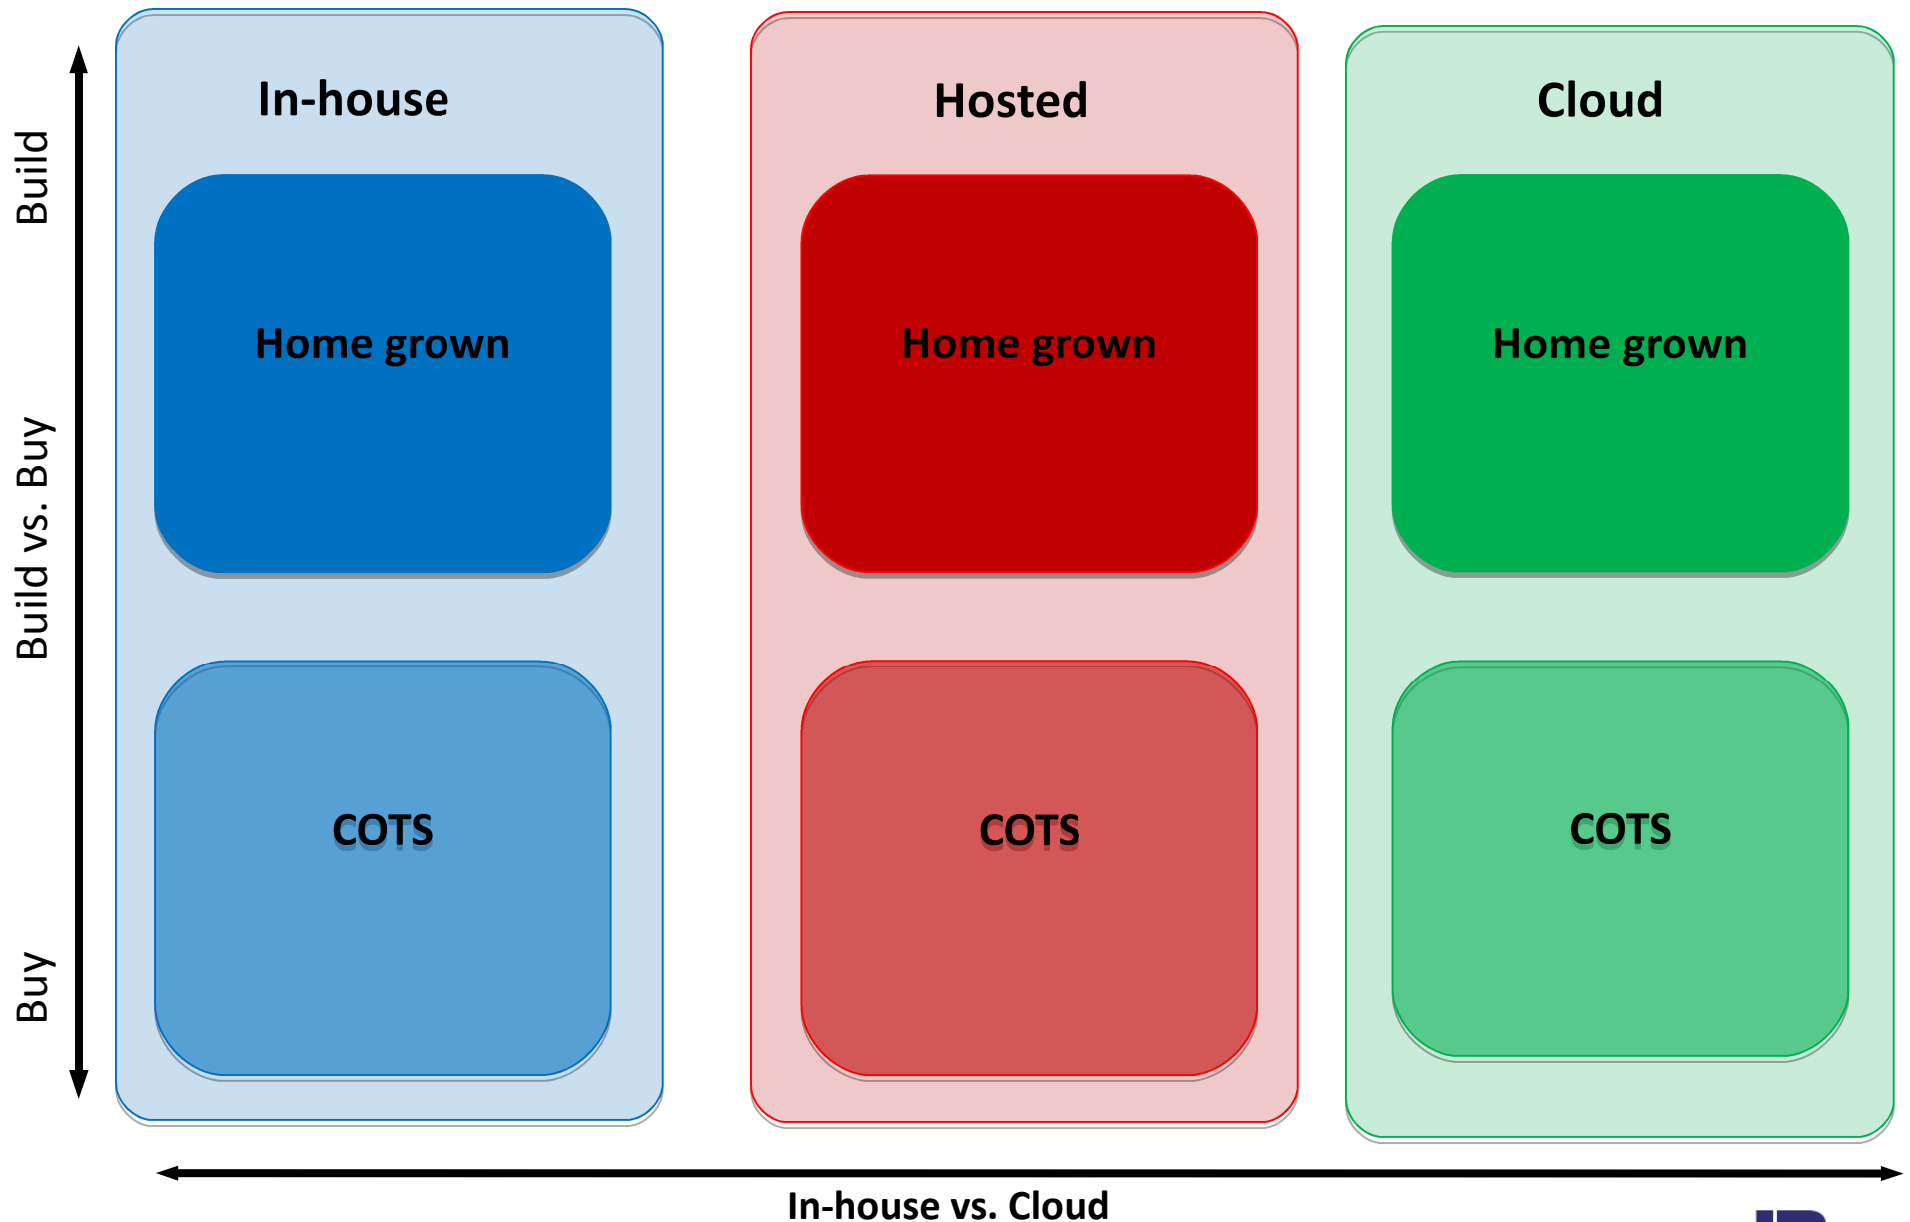 In-house
Hosted
Cloud
Build
Home grown
Home grown
Home grown
Build vs. Buy
COTS
COTS
COTS
Buy
In-house vs. Cloud